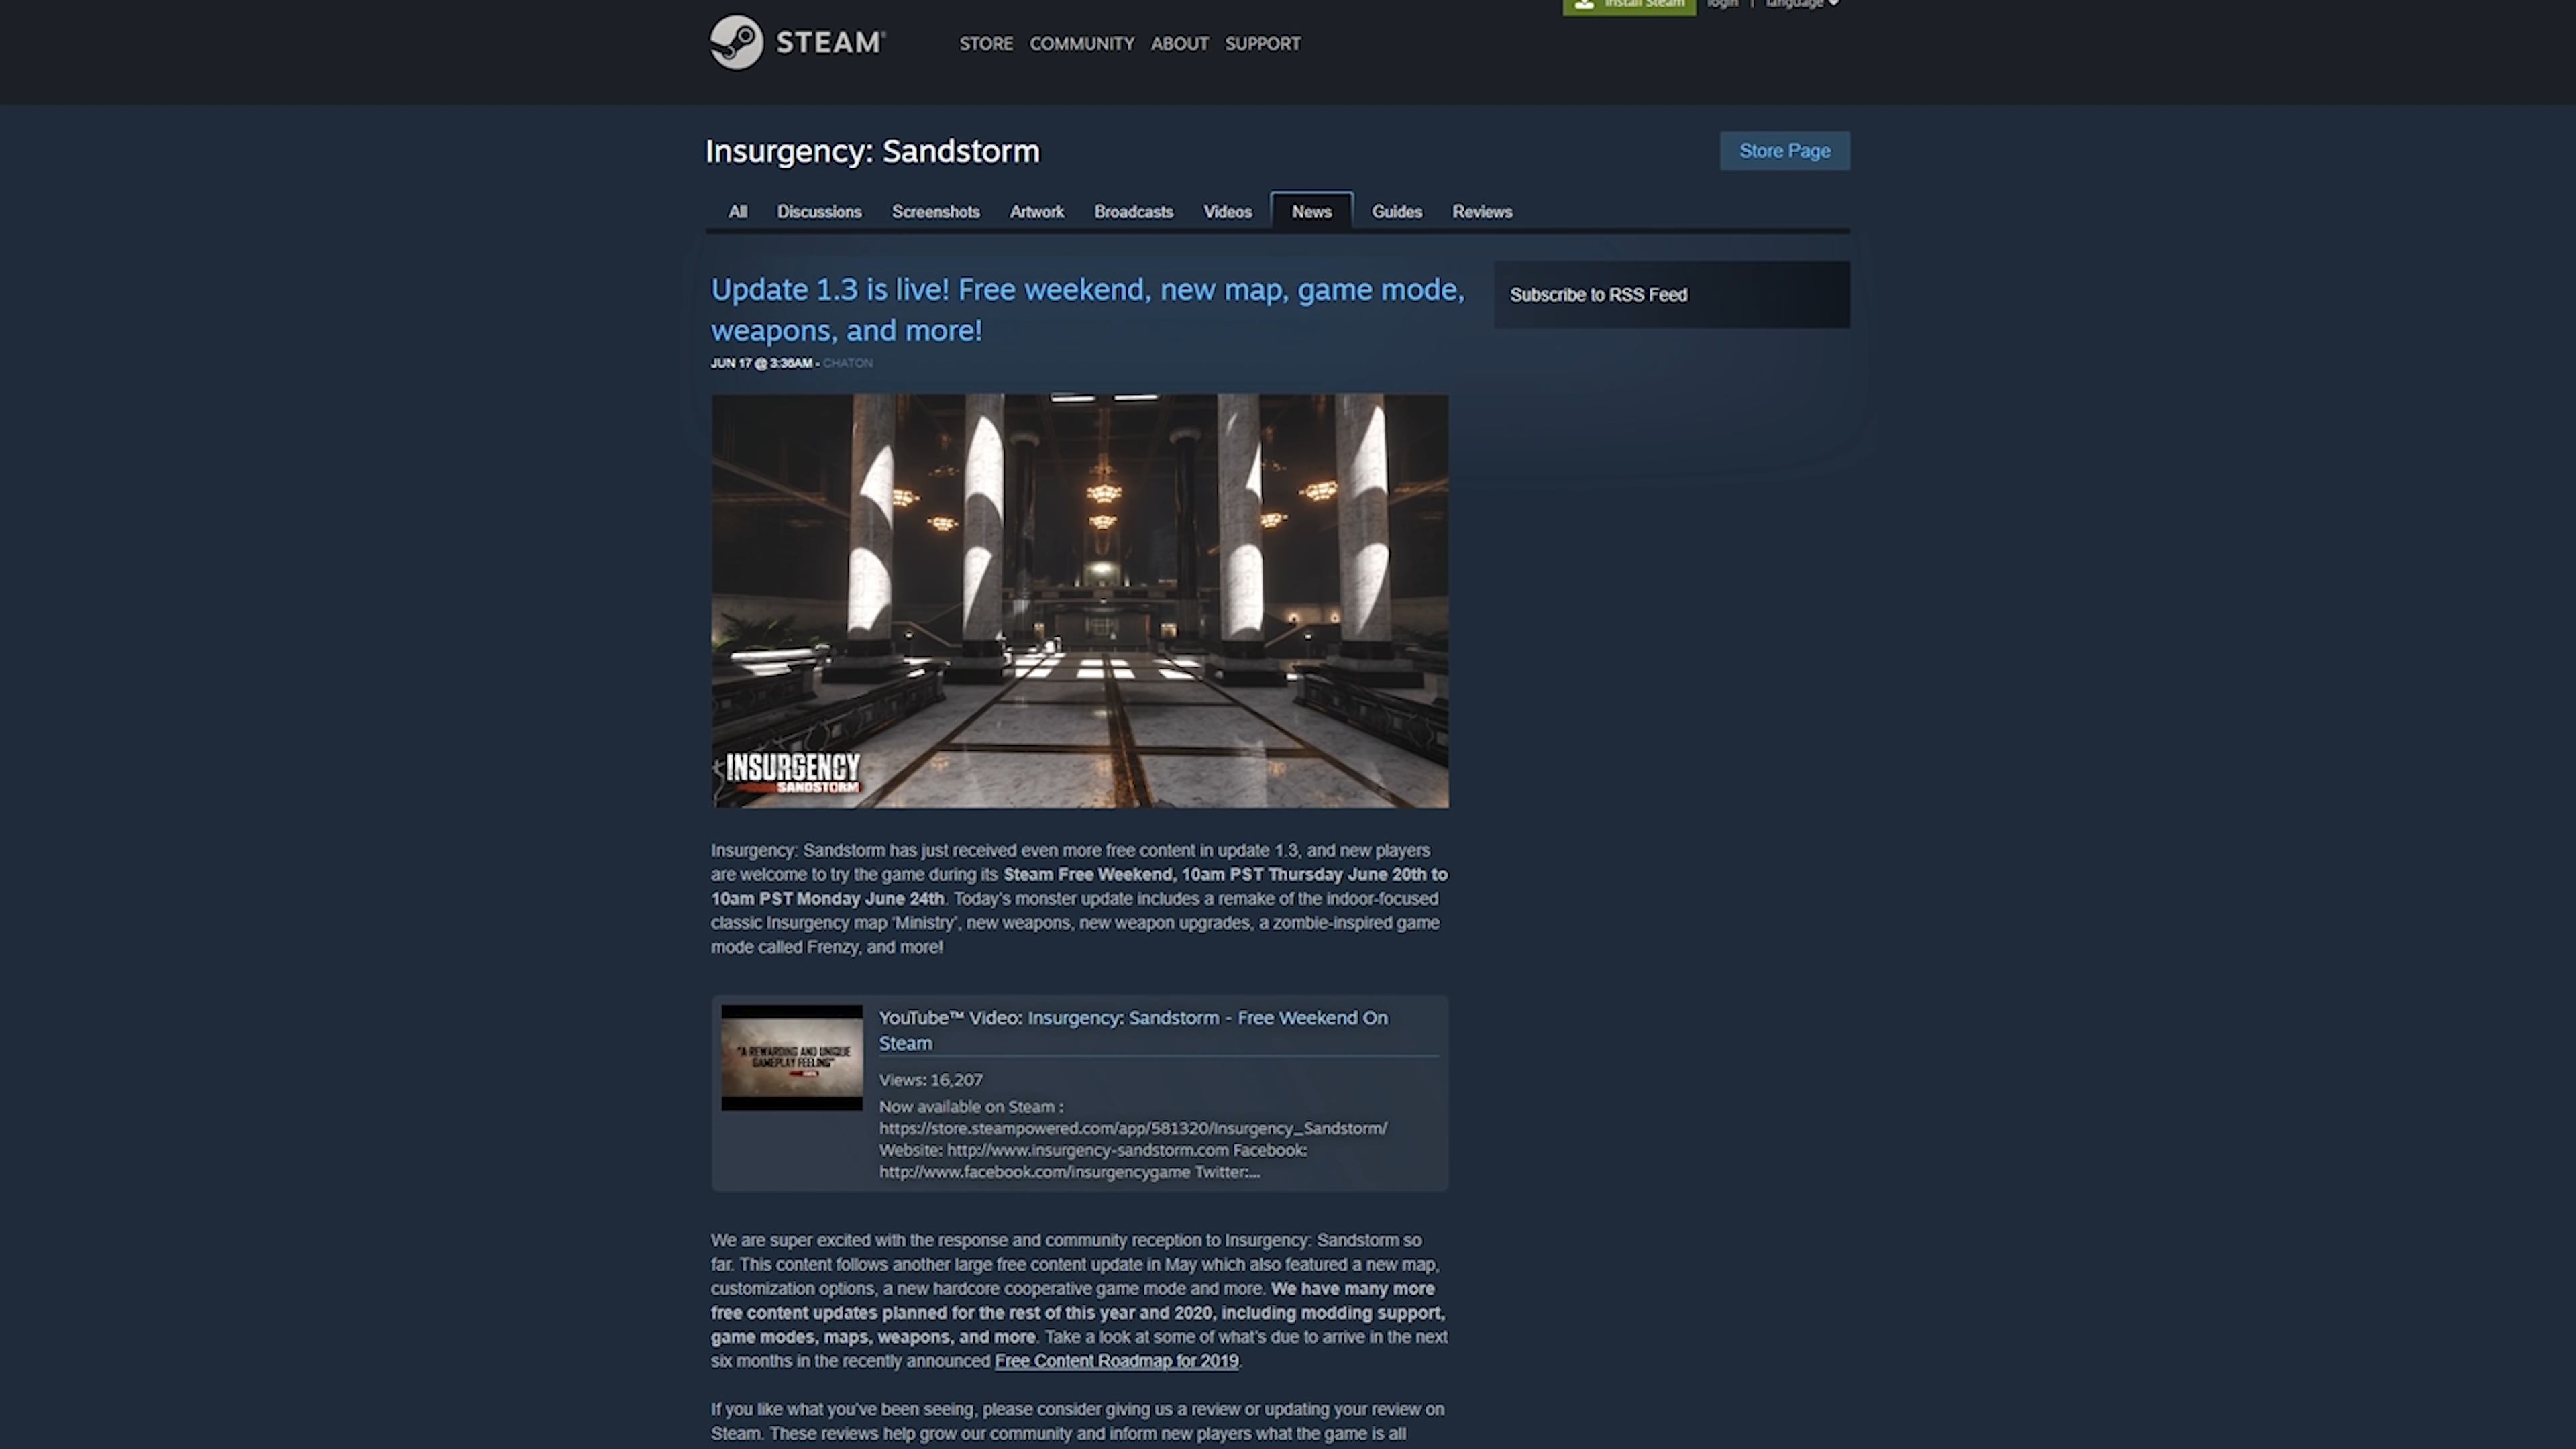 Install Steam login | language
STEAM®
STORE COMMUNITY ABOUT SUPPORT
Insurgency: Sandstorm
Store Page
All Discussions Screenshots Artwork Broadcasts Videos News Guides Reviews
Update 1.3 is live! Free weekend, new map, game mode,
weapons, and more!
JUN 17 @ 3:36AM - CHATON
Subscribe to RSS Feed
INSURGENCY
SANDSTORM
Insurgency: Sandstorm has just received even more free content in update 1.3, and new players
are welcome to try the game during its Steam Free Weekend, 10am PST Thursday June 20th to
10am PST Monday June 24th. Today's monster update includes a remake of the indoor-focused
classic Insurgency map 'Ministry', new weapons, new weapon upgrades, a zombie-inspired game
mode called Frenzy, and more!
"A REWARDING AND UNIQUE
GAMEPLAY FEELING"
YouTube™ Video: Insurgency: Sandstorm - Free Weekend On
Steam
Views: 16,207
Now available on Steam :
https://store.steampowered.com/app/581320/Insurgency_Sandstorm/
Website: http://www.insurgency-sandstorm.com Facebook:
http://www.facebook.com/insurgencygame Twitter:...
We are super excited with the response and community reception to Insurgency: Sandstorm so
far. This content follows another large free content update in May which also featured a new map,
customization options, a new hardcore cooperative game mode and more. We have many more
free content updates planned for the rest of this year and 2020, including modding support,
game modes, maps, weapons, and more. Take a look at some of what's due to arrive in the next
six months in the recently announced Free Content Roadmap for 2019.
If you like what you've been seeing, please consider giving us a review or updating your review on
Steam. These reviews help grow our community and inform new players what the game is all